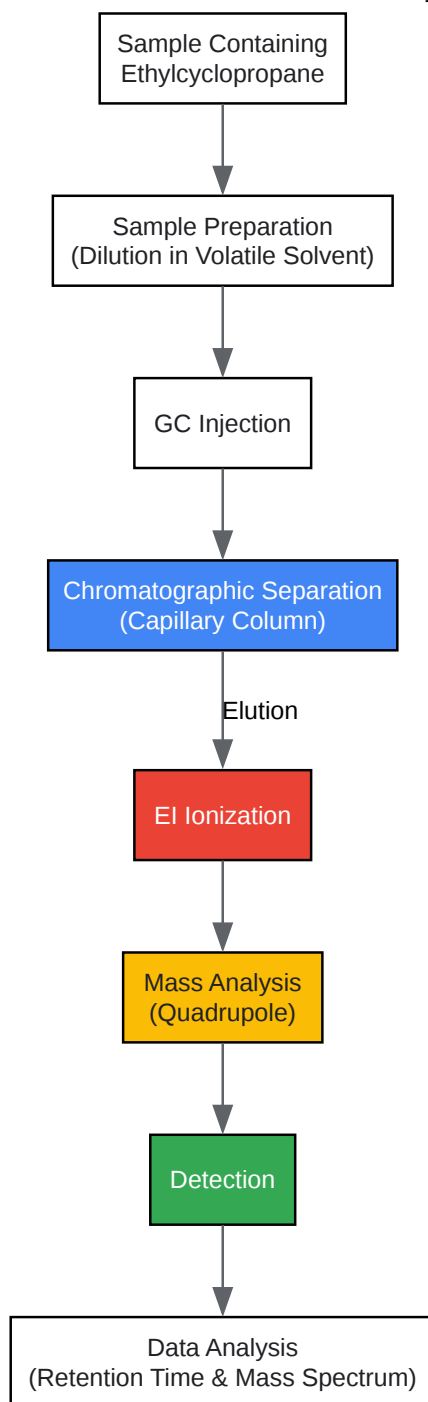 Sample Containing
Ethylcyclopropane
Sample Preparation
(Dilution in Volatile Solvent)
GC Injection
Chromatographic Separation
(Capillary Column)
Elution
EI Ionization
Mass Analysis
(Quadrupole)
Detection
Data Analysis
(Retention Time & Mass Spectrum)